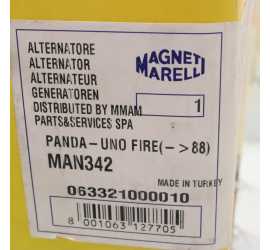 ALTERNATORE
ALTERNATOR
ALTERNATEUR
GENERATOREN
DISTRIBUTED BY MMAM
PARTS&SERVICES SPA
MAGNETI
MARELLI
1
PANDA-UNO FIRE(->88)
MAN342
MADE IN TURKEY
063321000010
8 001063 127705